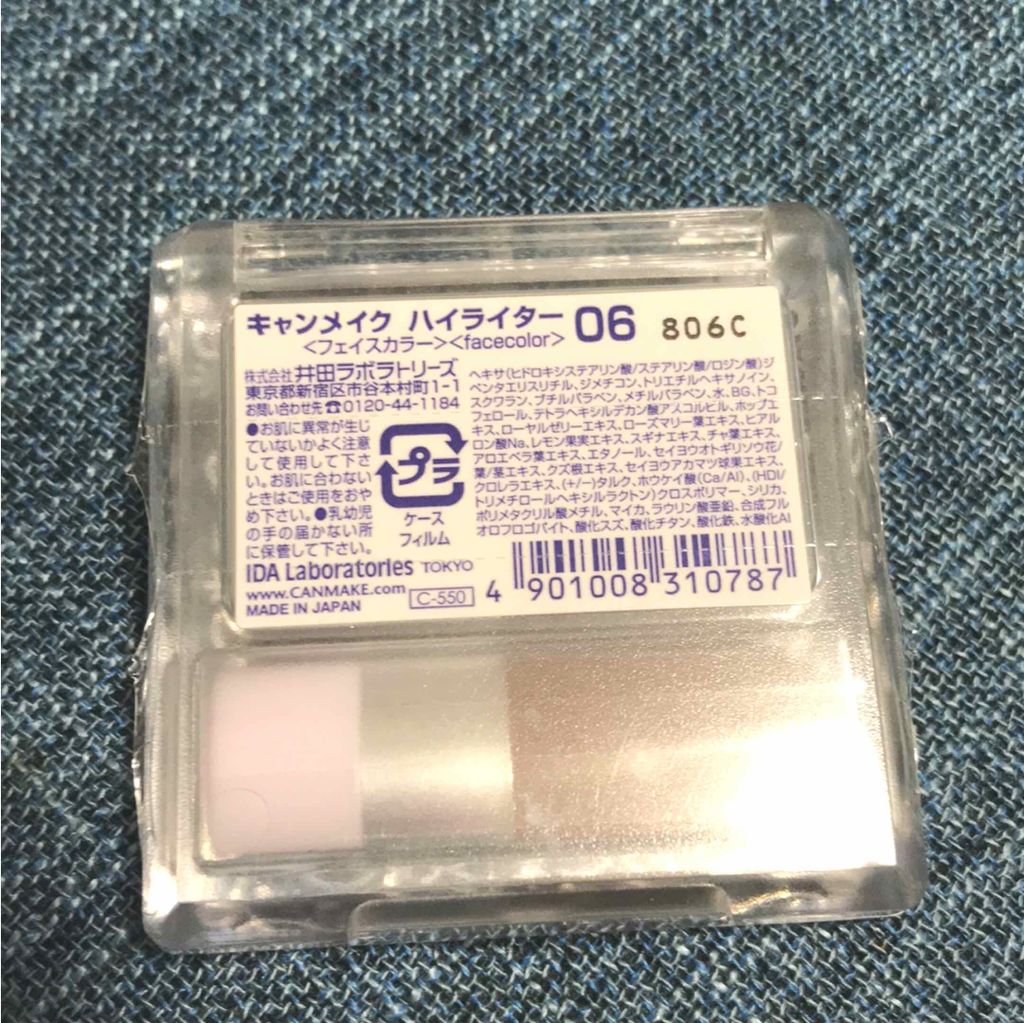 キャンメイク ハイライター 06 806C
<フェイスカラー><facecolor>
株式会社 井田ラボラトリーズ
東京都新宿区市谷本村町1-1
お問い合わせ先☎0120-44-1184
●お肌に異常が生じ
ていないかよく注意
して使用して下さ
い。お肌に合わない
ときはご使用をおや
め下さい。●乳幼児
の手の届かない所
に保管して下さい。
プラ
ケース
フィルム
IDA Laboratories TOKYO
www.CANMAKE.com
MADE IN JAPAN
C-550
ヘキサ(ヒドロキシステアリン酸/ステアリン酸/ロジン酸)ジ
ペンタエリスリチル、ジメチコン、トリエチルヘキサノイン、
スクワラン、ブチルパラベン、メチルパラベン、水、BG、トコ
フェロール、テトラヘキシルデカン酸アスコルビル、ホップエ
キス、ローヤルゼリーエキス、ローズマリー葉エキス、ヒアル
ロン酸Na、レモン果実エキス、スギナエキス、チャ葉エキス、
アロエベラ葉エキス、エタノール、セイヨウオトギリソウ花/
葉/茎エキス、クズ根エキス、セイヨウアカマツ球果エキス、
クロレラエキス、(+/−)タルク、ホウケイ酸(Ca/Al)、(HDI/
トリメチロールヘキシルラクトン)クロスポリマー、シリカ、
ポリメタクリル酸メチル、マイカ、ラウリン酸亜鉛、合成フル
オロフロゴパイト、酸化スズ、酸化チタン、酸化鉄、水酸化Al
4 901008 310787